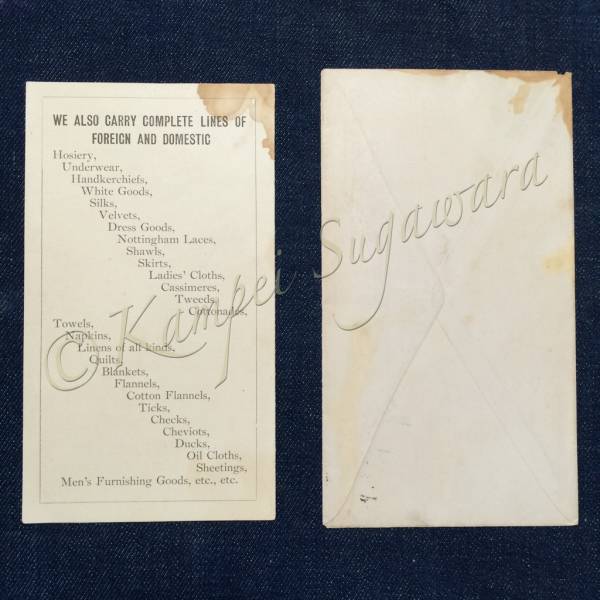 WE ALSO CARRY COMPLETE LINES OF
FOREIGN AND DOMESTIC
Hosiery,
Underwear,
Handkerchiefs,
White Goods,
Silks,
Velvets,
Dress Goods,
Nottingham Laces,
Shawls,
Skirts,
Ladies' Cloths,
Cassimeres,
Tweeds,
Cottonades,
Towels,
Napkins,
Linens of all kinds,
Quilts,
Blankets,
Flannels,
Cotton Flannels,
Ticks,
Checks,
Cheviots,
Ducks,
Oil Cloths,
Sheetings,
Men's Furnishing Goods, etc., etc.
© Kampei Sugawara